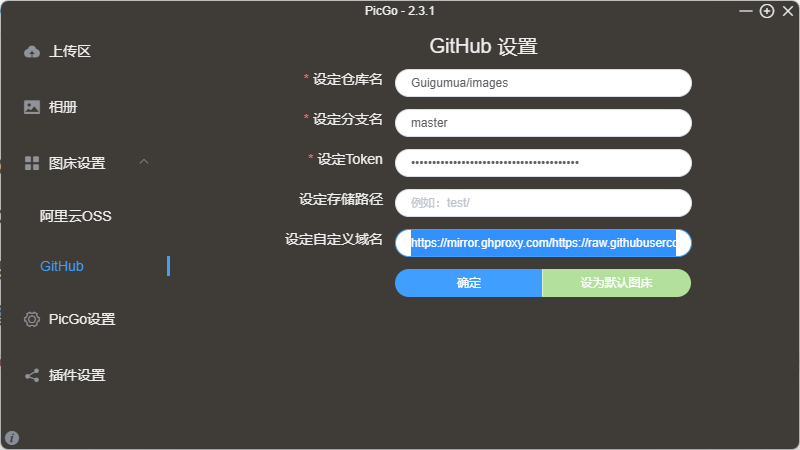 PicGo - 2.3.1
上传区
相册
图床设置
阿里云OSS
GitHub
PicGo设置
插件设置
GitHub 设置
* 设定仓库名 Guigumua/images
* 设定分支名 master
* 设定Token ••••••••••••••••••••••••••••••••••••••••
设定存储路径 例如：test/
设定自定义域名 https://mirror.ghproxy.com/https://raw.githubuserco
确定 设为默认图床